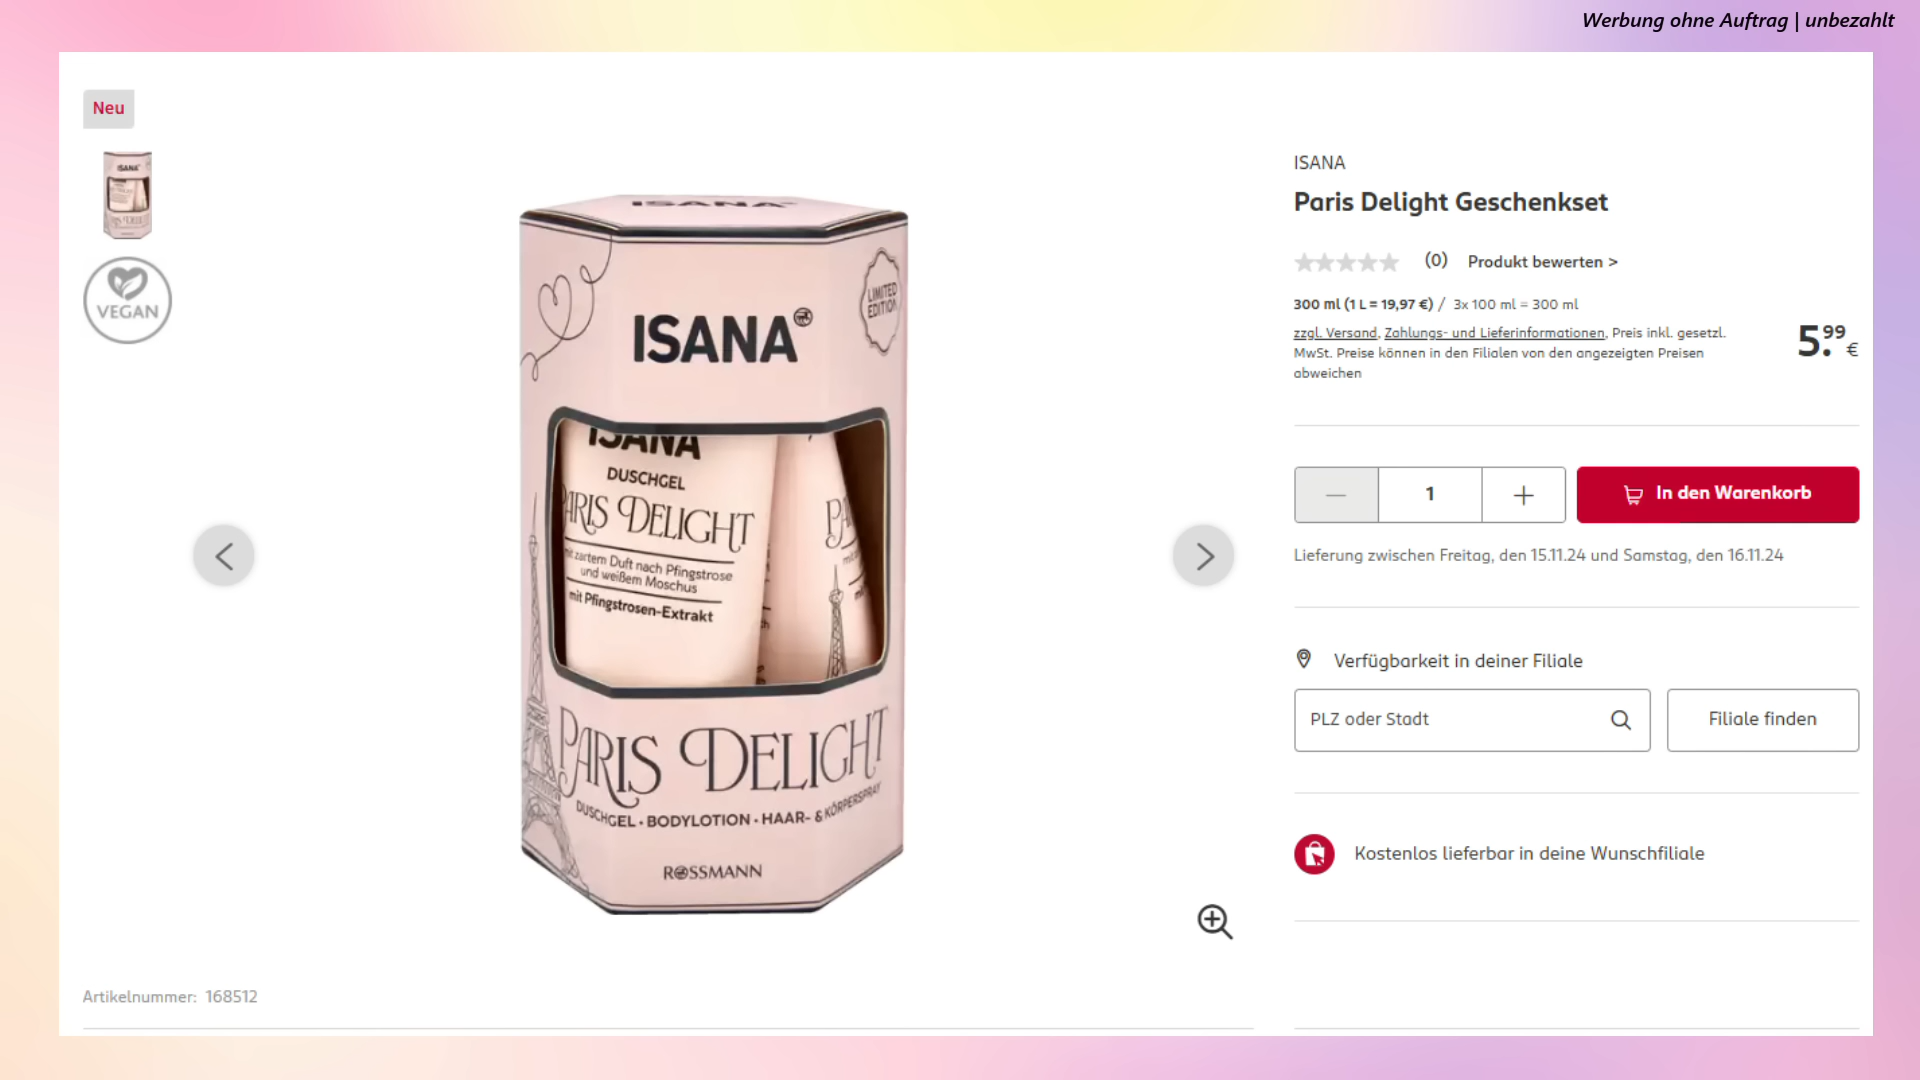 Werbung ohne Auftrag | unbezahlt
Neu
ISANA
VEGAN
ISANA
LIMITED
EDITION
ISANA
ISANA
DUSCHGEL
PARIS DELIGHT
mit zartem Duft nach Pfingstrose
und weißem Moschus
mit Pfingstrosen-Extrakt
PARIS DELIGHT
DUSCHGEL • BODYLOTION • HAAR- & KÖRPERSPRAY
ROSSMANN
Artikelnummer: 168512
ISANA
Paris Delight Geschenkset
(0) Produkt bewerten >
300 ml (1 L = 19,97 €) / 3x 100 ml = 300 ml
zzgl. Versand, Zahlungs- und Lieferinformationen, Preis inkl. gesetzl.
MwSt. Preise können in den Filialen von den angezeigten Preisen
abweichen
5.99 €
1
In den Warenkorb
Lieferung zwischen Freitag, den 15.11.24 und Samstag, den 16.11.24
Verfügbarkeit in deiner Filiale
PLZ oder Stadt
Filiale finden
Kostenlos lieferbar in deine Wunschfiliale